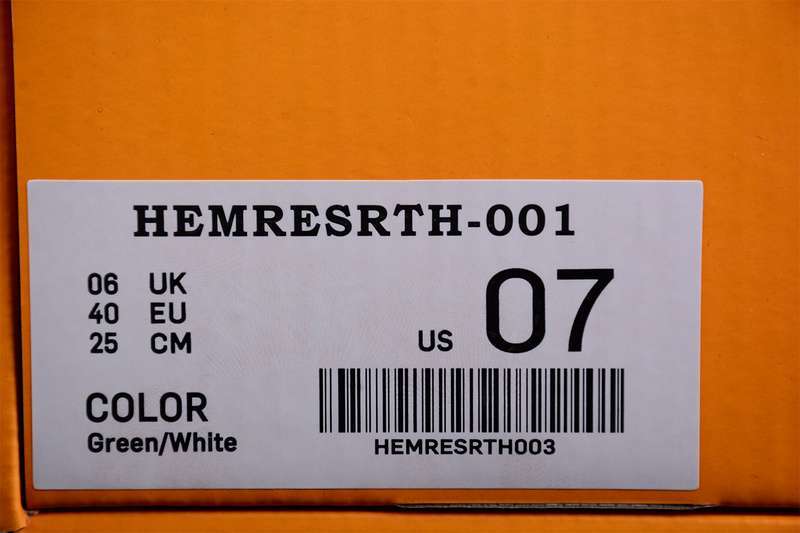 HEMRESRTH-001
06 UK
40 EU
25 CM
US 07
COLOR
Green/White
HEMRESRTH003